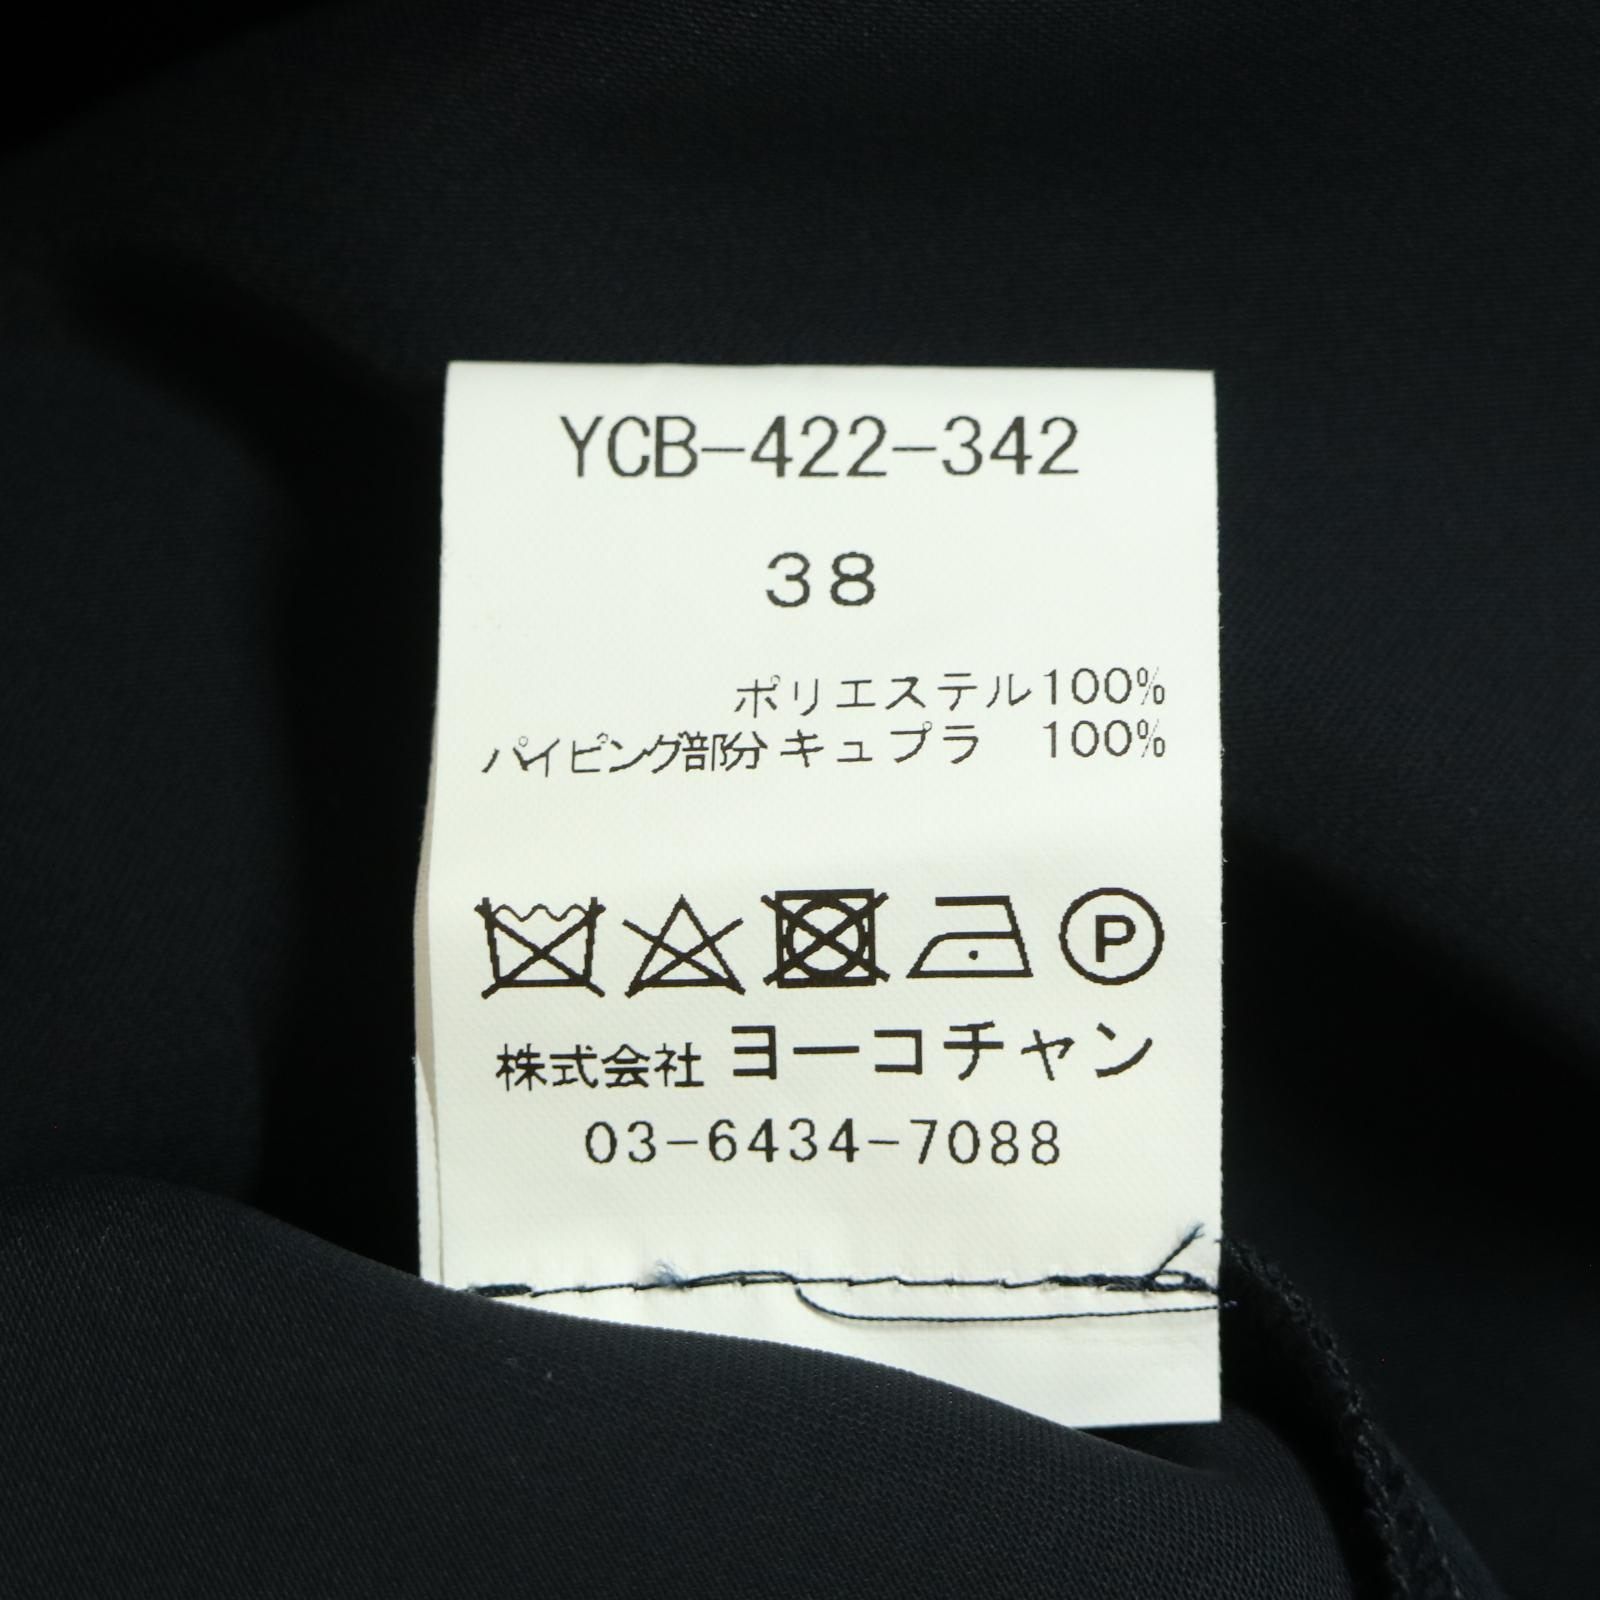 YCB-422-342
38
ポリエステル100%
パイピング部分 キュプラ 100%
P
株式会社 ヨーコチャン
03-6434-7088